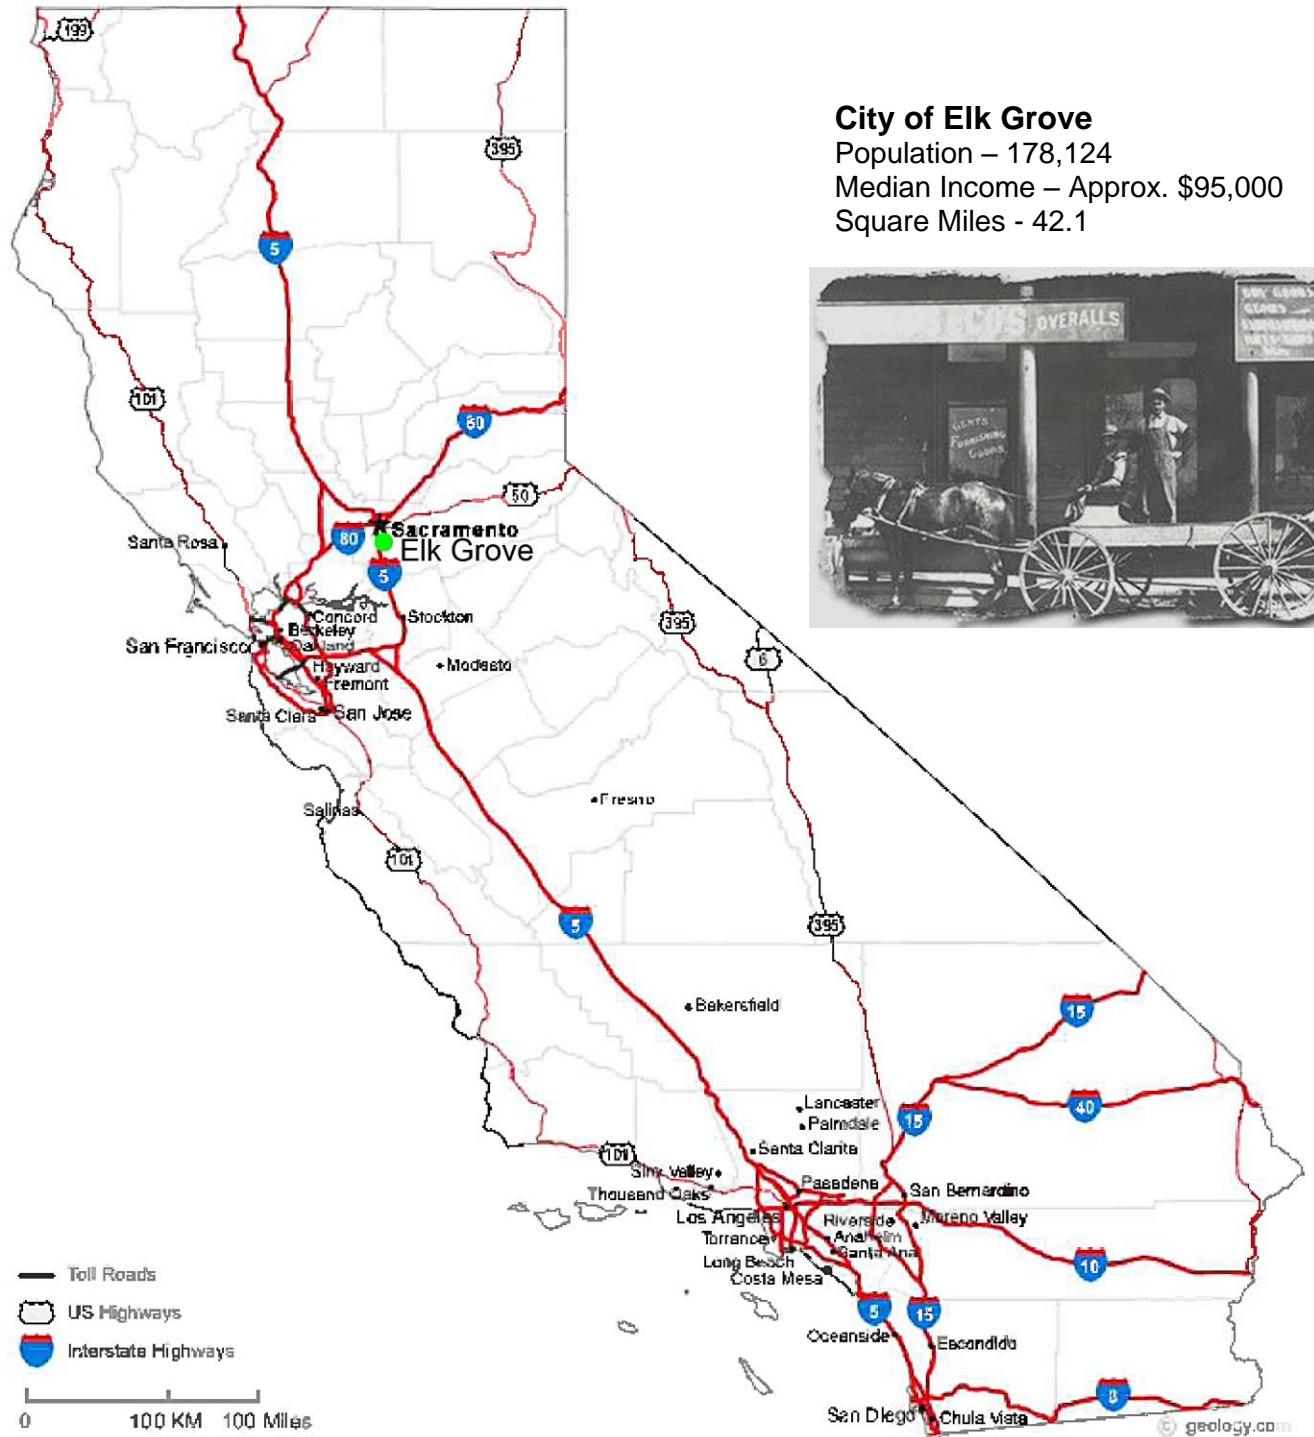 199
395
5
City of Elk Grove
Population – 178,124
Median Income – Approx. $95,000
Square Miles - 42.1
OVERALLS
GENTS
FURNISHING
GOODS
101
80
50
Sacramento
Elk Grove
80
5
Santa Rosa
Concord
Stockton
Berkeley
San Francisco
Oakland
395
6
Hayward
Modesto
Fremont
Santa Clara
San Jose
Salinas
Fresno
101
5
395
Bakersfield
15
Lancaster
40
Palmdale
15
Santa Clarita
101
Simi Valley
Pasadena
Thousand Oaks
San Bernardino
Los Angeles
Riverside
Moreno Valley
Torrance
Anaheim
Santa Ana
Long Beach
10
Costa Mesa
Toll Roads
US Highways
5
15
Oceanside
Escondido
Interstate Highways
8
San Diego
Chula Vista
0
100 KM
100 Miles
© geology.com